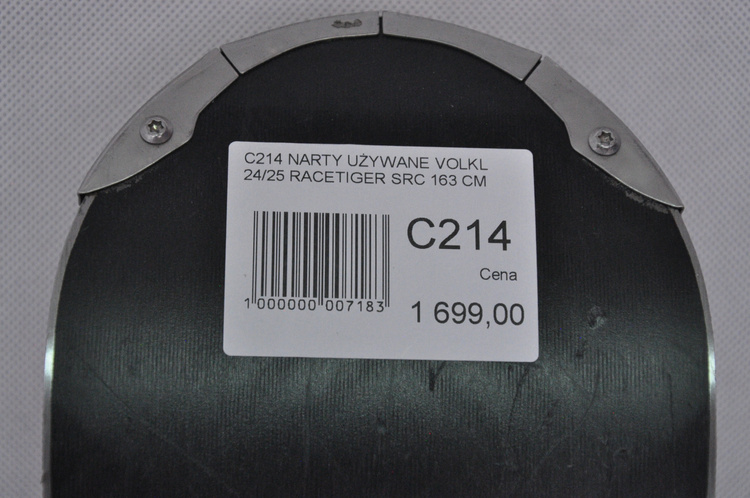 C214 NARTY UŻYWANE VOLKL
24/25 RACETIGER SRC 163 CM
C214
Cena
1 000000 007183
1 699,00